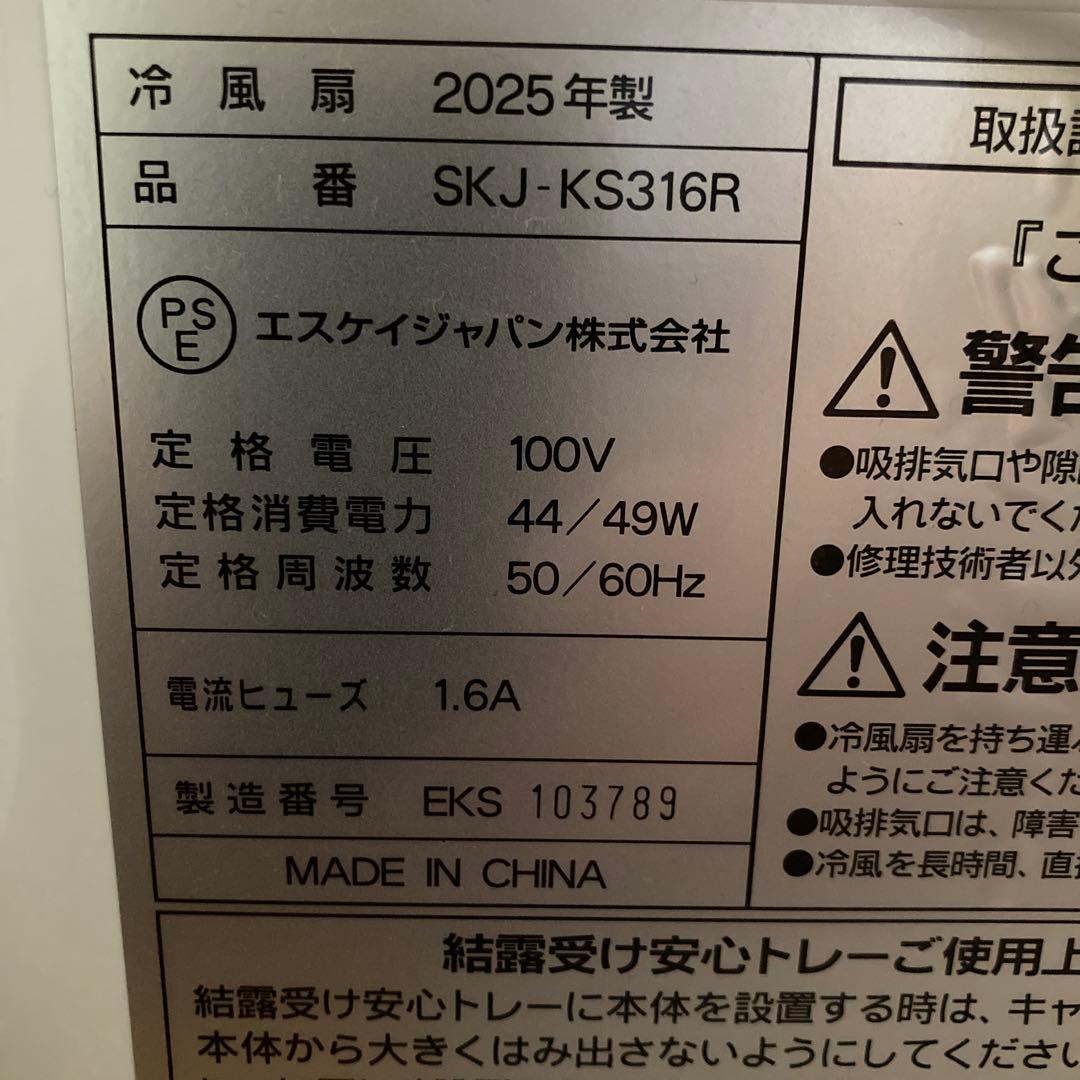 冷風扇 2025年製
品番 SKJ-KS316R
PSE エスケイジャパン株式会社
定格電圧 100V
定格消費電力 44/49W
定格周波数 50/60Hz
電流ヒューズ 1.6A
製造番号 EKS 103789
MADE IN CHINA
取扱
『こ
警告
●吸排気口や隙
入れないでくだ
●修理技術者以外
注意
●冷風扇を持ち運
ようにご注意くだ
●吸排気口は、障害
●冷風を長時間、直
結露受け安心トレーご使用上
結露受け安心トレーに本体を設置する時は、キャ
本体から大きくはみ出さないようにしてください